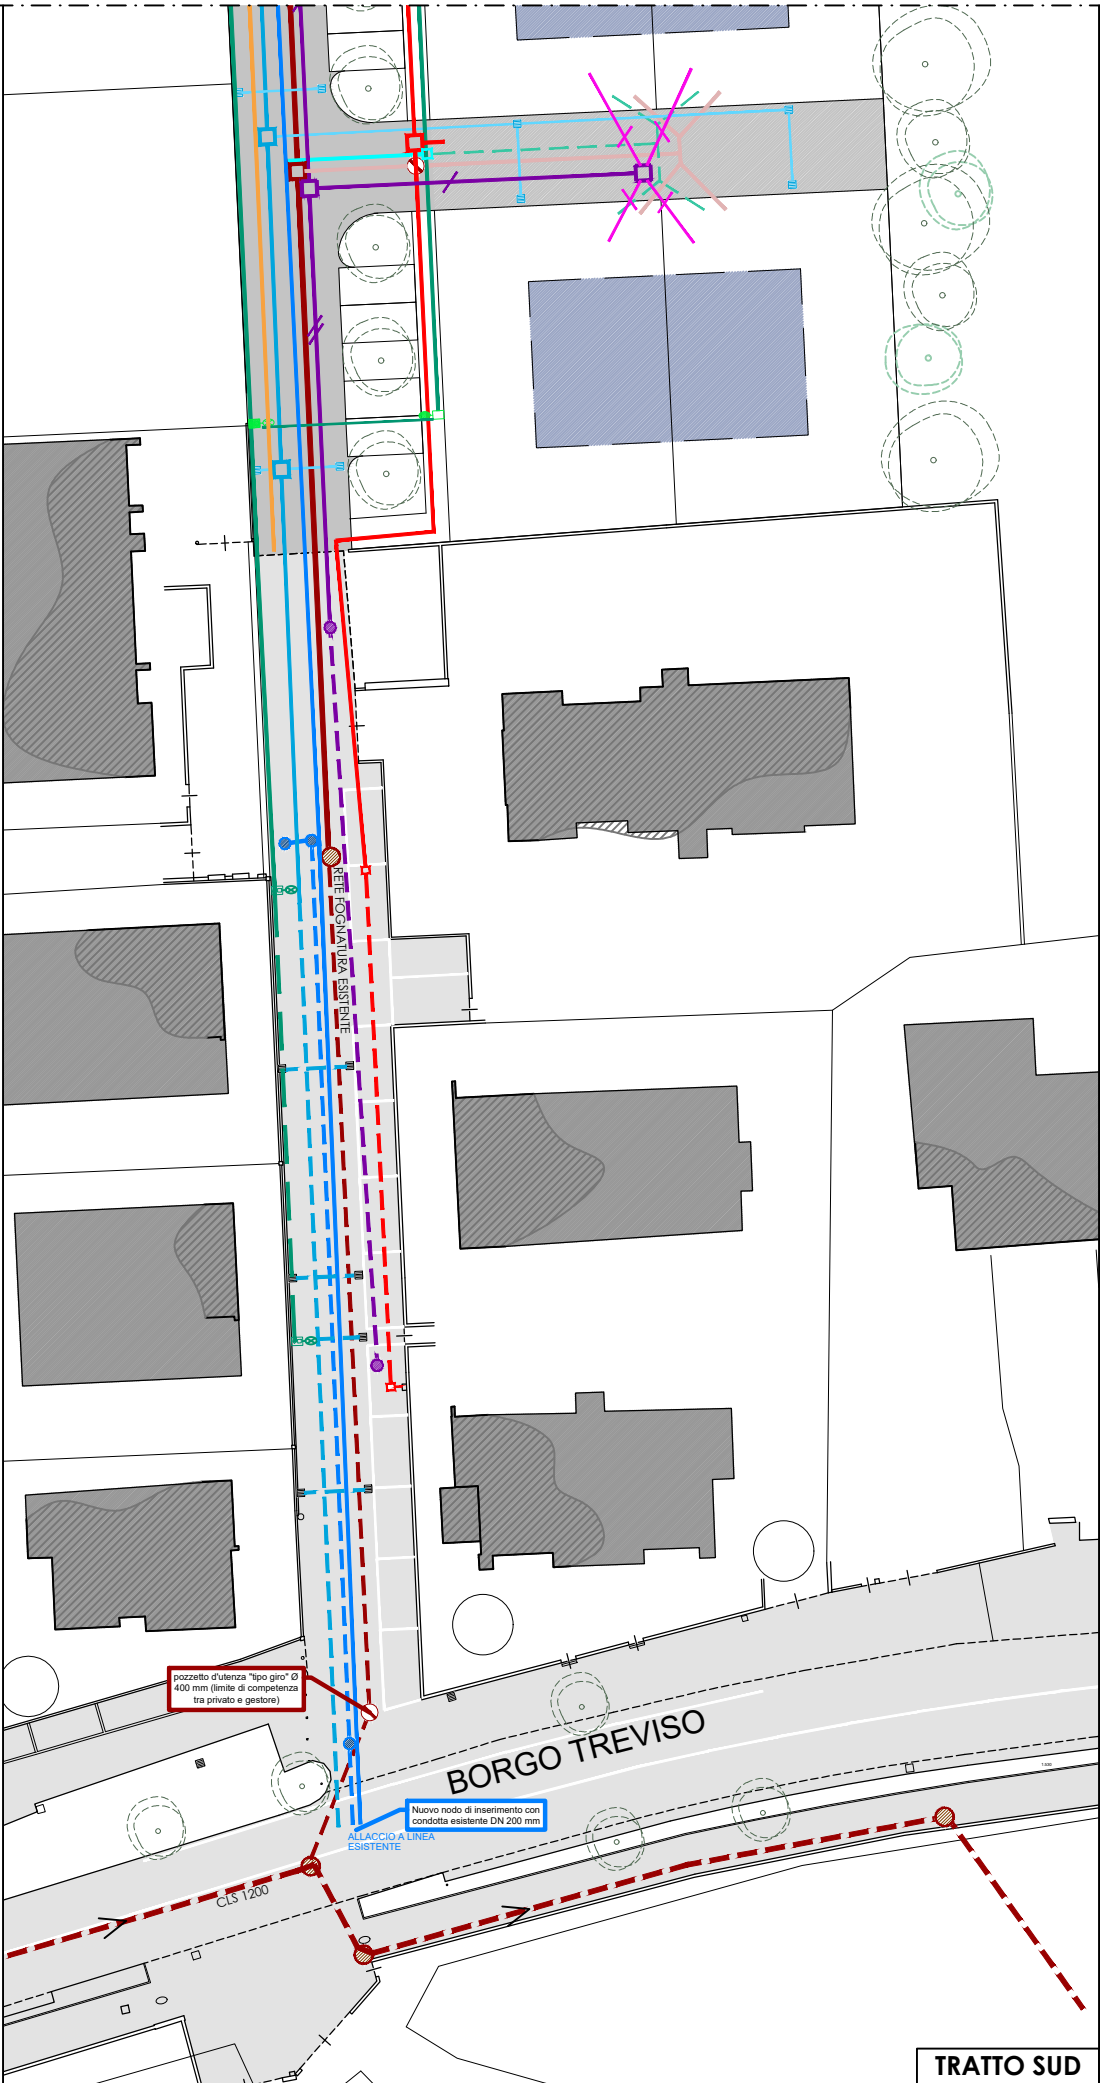 RETE FOGNATURA ESISTENTE
pozzetto d'utenza "tipo giro" Ø
400 mm (limite di competenza
tra privato e gestore)
BORGO TREVISO
Nuovo nodo di inserimento con
condotta esistente DN 200 mm
ALLACCIO A LINEA
ESISTENTE
CLS 1200
TRATTO SUD